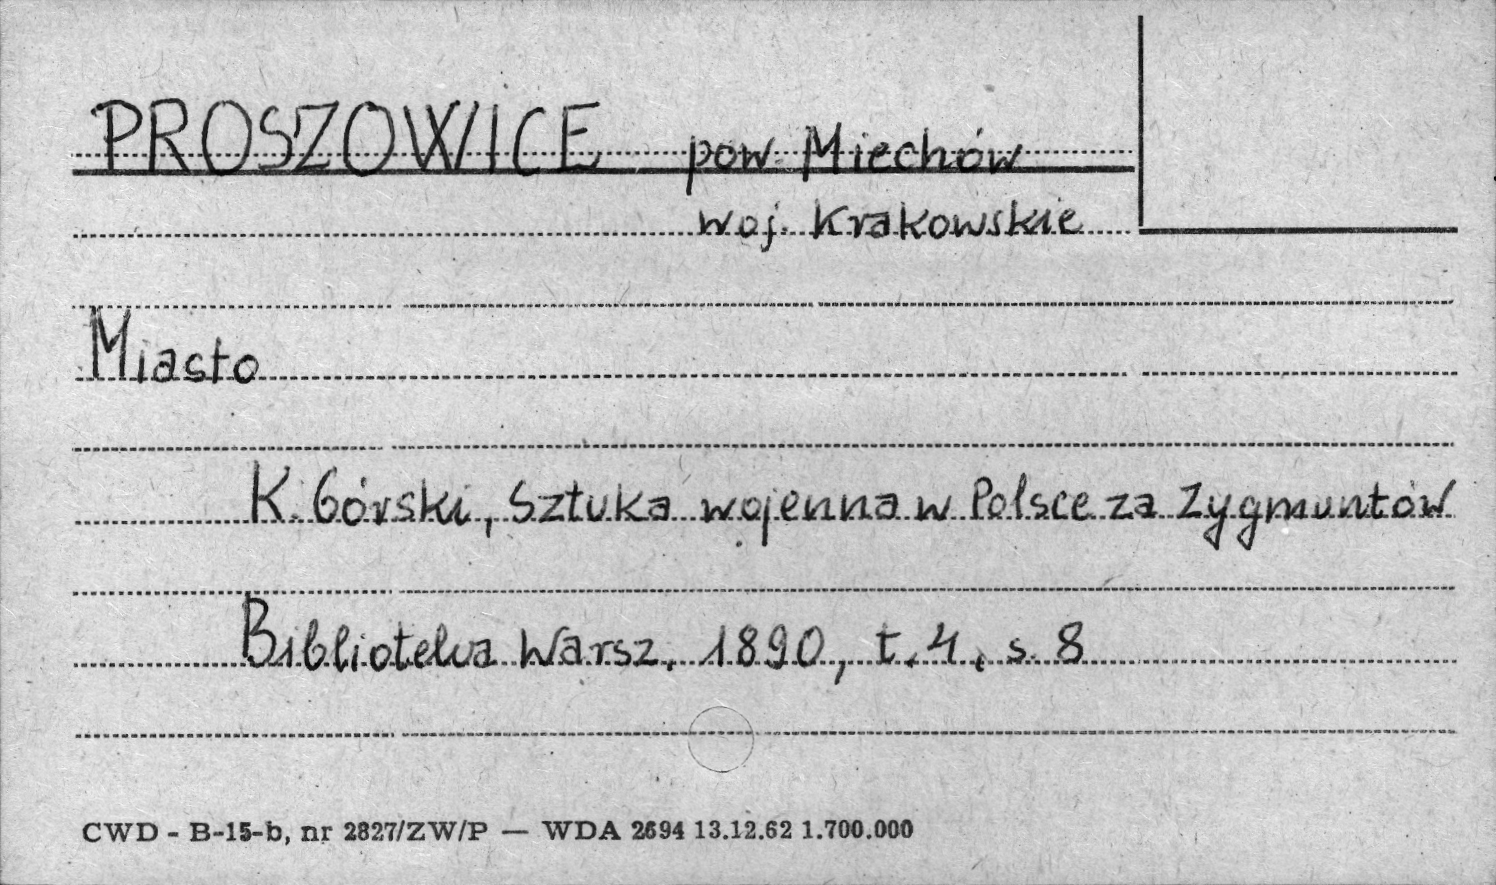 PROSZOWICE pow. Miechów
woj. Krakowskie
Miasto
K. Górski, Sztuka wojenna w Polsce za Zygmuntów
Biblioteka Warsz. 1890, t. 4, s. 8
CWD - B-15-b, nr 2827/ZW/P — WDA 2694 13.12.62 1.700.000